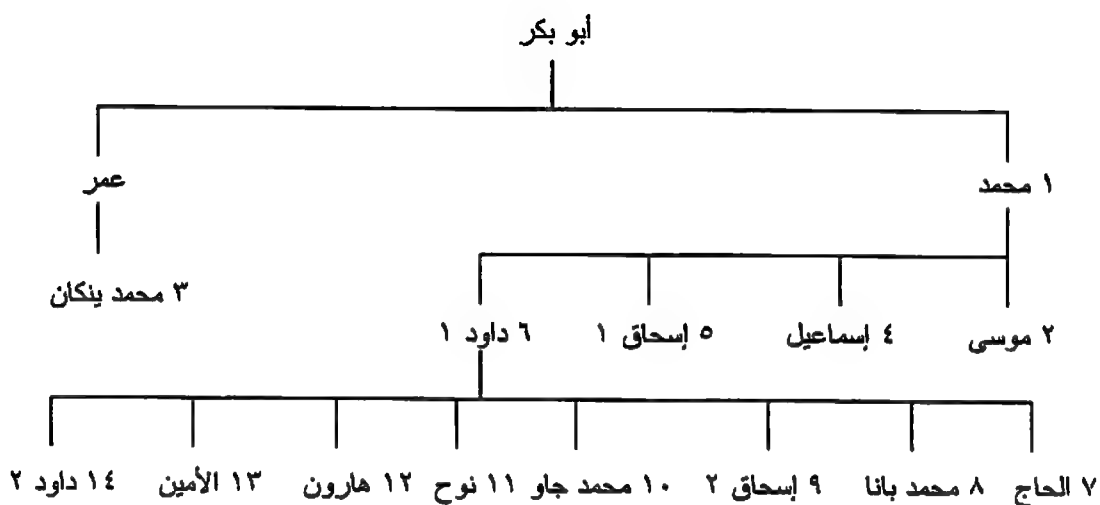 أبو بكر
١ محمد عمر
٣ محمد ينكان
٢ موسى ٤ إسماعيل ٥ إسحاق ١ ٦ داود ١
٧ الحاج ٨ محمد بانا ٩ إسحاق ٢ ١٠ محمد جاو ١١ نوح ١٢ هارون ١٣ الأمين ١٤ داود ٢